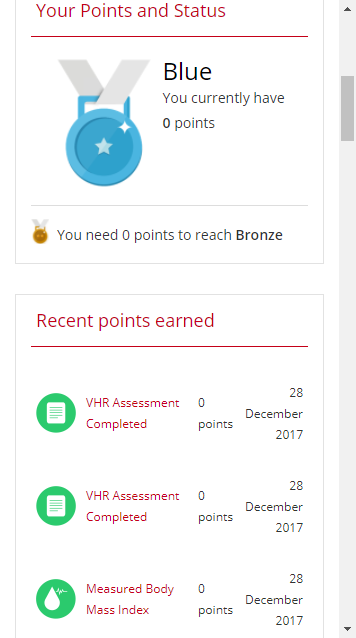 Your Points and Status
Blue
You currently have
0 points
You need 0 points to reach Bronze
Recent points earned
VHR Assessment Completed
0 points
28 December 2017
VHR Assessment Completed
0 points
28 December 2017
Measured Body Mass Index
0 points
28 December 2017